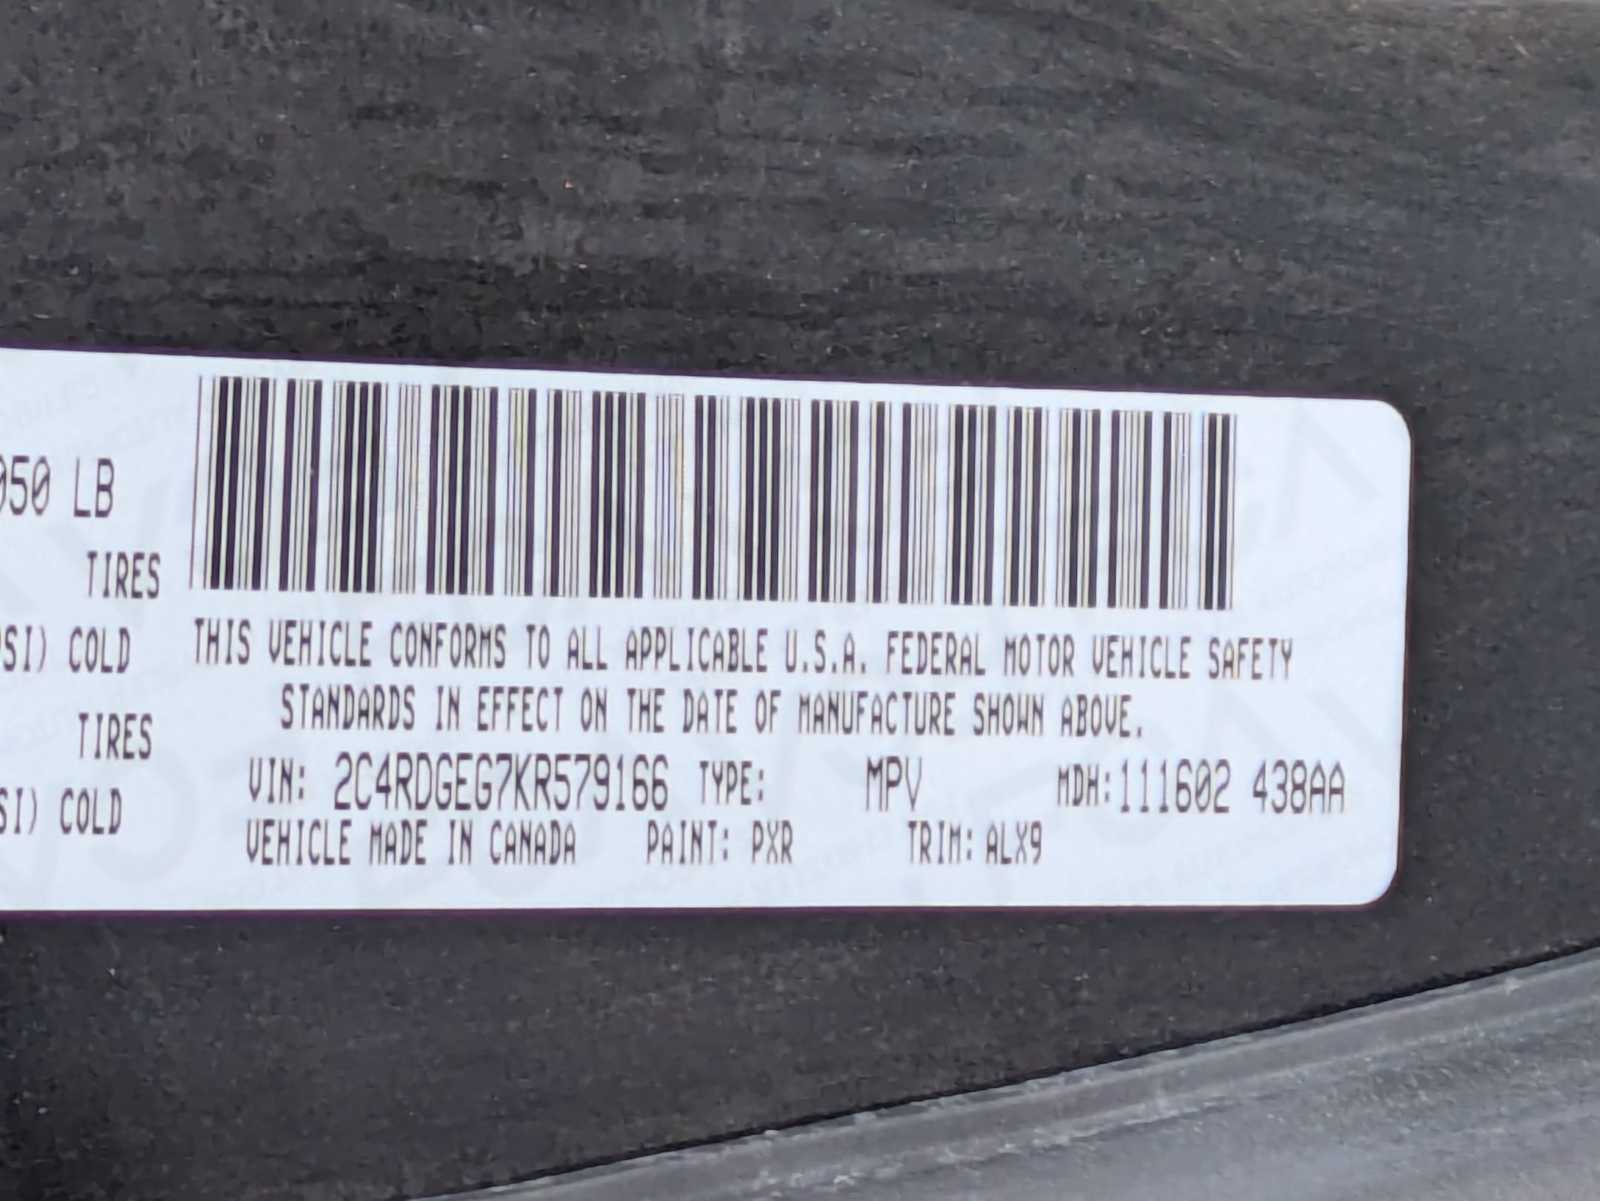 050 LB
TIRES
SI) COLD
TIRES
SI) COLD
THIS VEHICLE CONFORMS TO ALL APPLICABLE U.S.A. FEDERAL MOTOR VEHICLE SAFETY
STANDARDS IN EFFECT ON THE DATE OF MANUFACTURE SHOWN ABOVE.
VIN: 2C4RDGEG7KR579166 TYPE: MPV MDH: 111602 438AA
VEHICLE MADE IN CANADA PAINT: PXR TRIM: ALX9